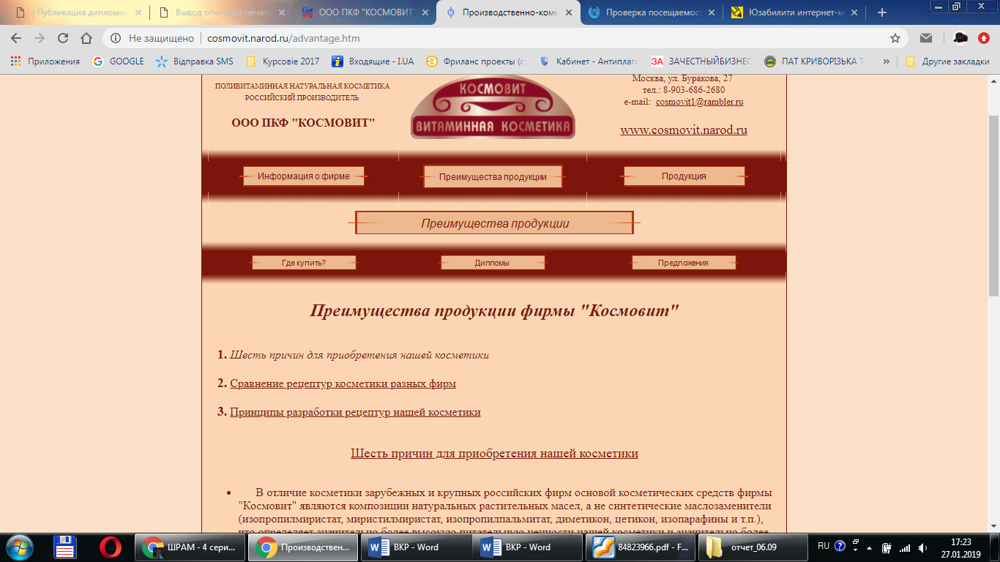 | Публикация дипломн
Вывод отчета на печать
List org ООО ПКФ "КОСМОВИТ"
Производственно-комм
Проверка посещаемос
Юзабилити интернет-м
Не защищено cosmovit.narod.ru/advantage.htm
Приложения GOOGLE Відправка SMS Курсовіе 2017 Входящие - I.UA Фриланс проекты (ст Кабинет - Антиплаги ЗА ЗАЧЕСТНЫЙБИЗНЕС ПАТ КРИВОРІЗЬКА Т » Другие закладки
ПОЛИВИТАМИННАЯ НАТУРАЛЬНАЯ КОСМЕТИКА
РОССИЙСКИЙ ПРОИЗВОДИТЕЛЬ
ООО ПКФ "КОСМОВИТ"
КОСМОВИТ
ВИТАМИННАЯ КОСМЕТИКА
Москва, ул. Буракова, 27
тел.: 8-903-686-2680
e-mail: cosmovit1@rambler.ru
www.cosmovit.narod.ru
Информация о фирме Преимущества продукции Продукция
Преимущества продукции
Где купить? Дипломы Предложения
Преимущества продукции фирмы "Космовит"
1. Шесть причин для приобретения нашей косметики
2. Сравнение рецептур косметики разных фирм
3. Принципы разработки рецептур нашей косметики
Шесть причин для приобретения нашей косметики
• В отличие косметики зарубежных и крупных российских фирм основой косметических средств фирмы
"Космовит" являются композиции натуральных растительных масел, а не синтетические маслозаменители
(изопропилмиристат, миристилмиристат, изопропилпальмитат, диметикон, цетикон, изопарафины и т.п.),
что определяет значительно более высокую питательную ценности нашей косметики и значительно более
ШРАМ - 4 сери... Производствен... ВКР - Word ВКР - Word 84823966.pdf - F... отчет_06.09 RU 17:23
27.01.2019